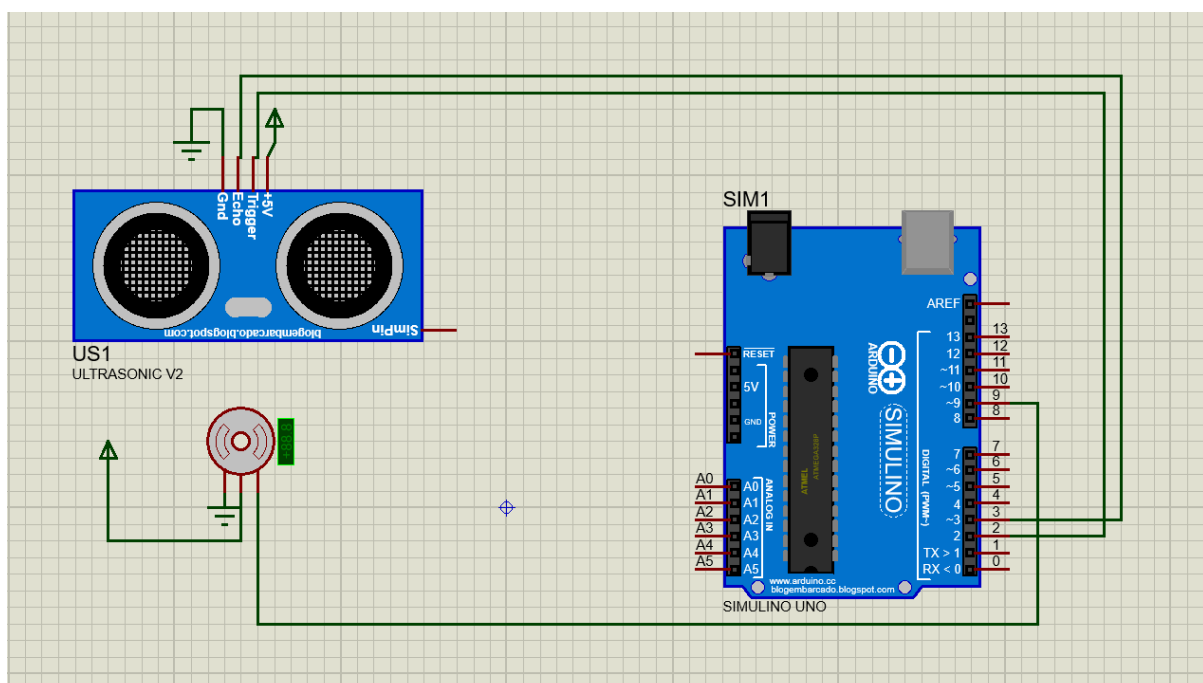 Gnd
Echo
Trigger
+5V
blogembarcado.blogspot.com
SimPin
US1
ULTRASONIC V2
+88.8
SIM1
AREF
13 13
12 12
~11 11
~10 10
~9 9
8 8
RESET
5V
GND
POWER
ARDUINO
SIMULINO
ATMEL
ATMEGA328P
7 7
~6 6
~5 5
4 4
~3 3
2 2
TX > 1 1
RX < 0 0
DIGITAL (PWM~)
A0 A0
A1 A1
A2 A2
A3 A3
A4 A4
A5 A5
ANALOG IN
www.arduino.cc
blogembarcado.blogspot.com
SIMULINO UNO